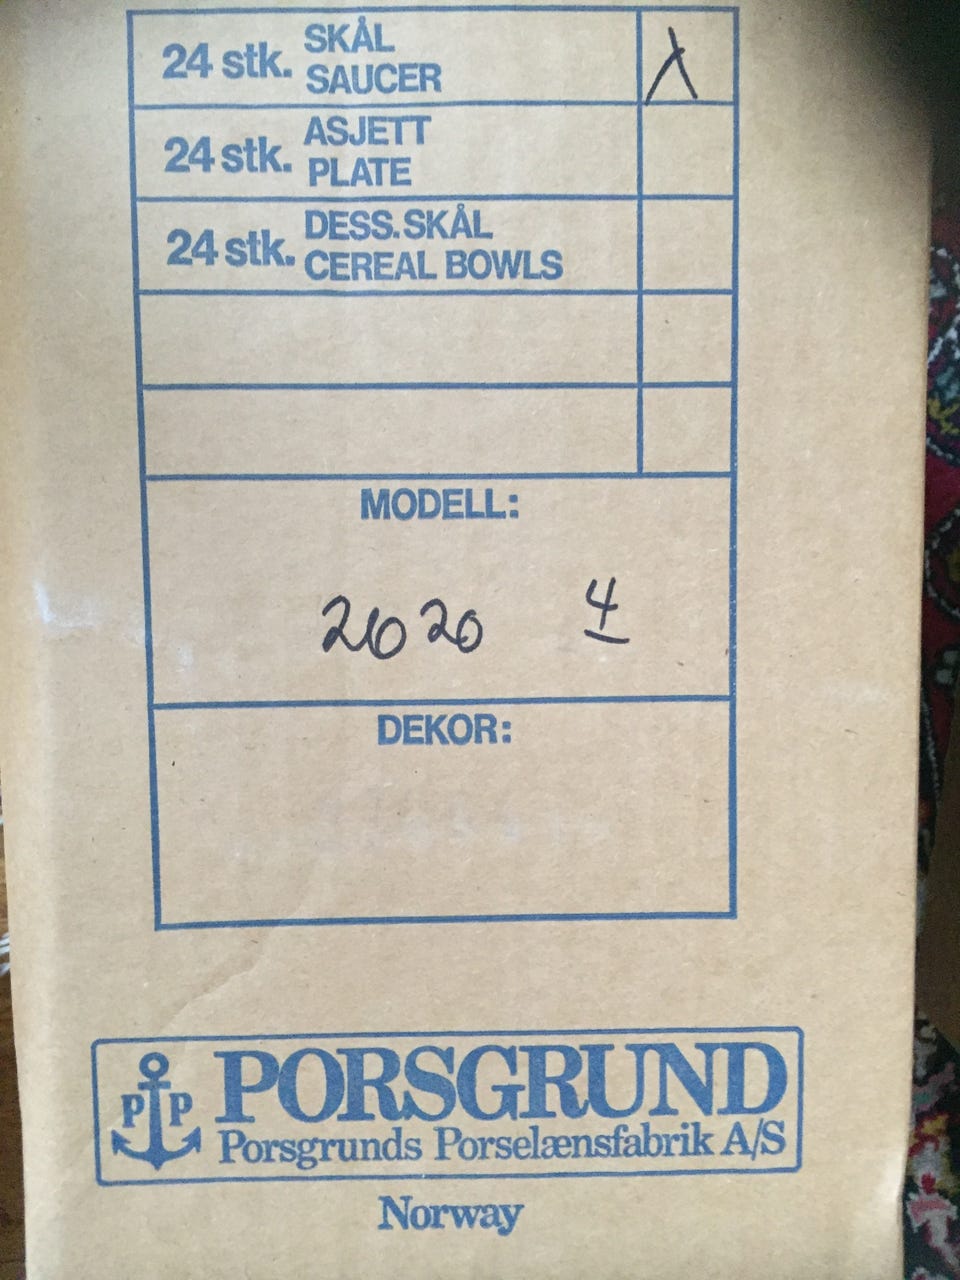 24 stk. SKÅL
SAUCER
X
24 stk. ASJETT
PLATE
24 stk. DESS.SKÅL
CEREAL BOWLS
MODELL:
2020 4
DEKOR:
P P
PORSGRUND
Porsgrunds Porselænsfabrik A/S
Norway